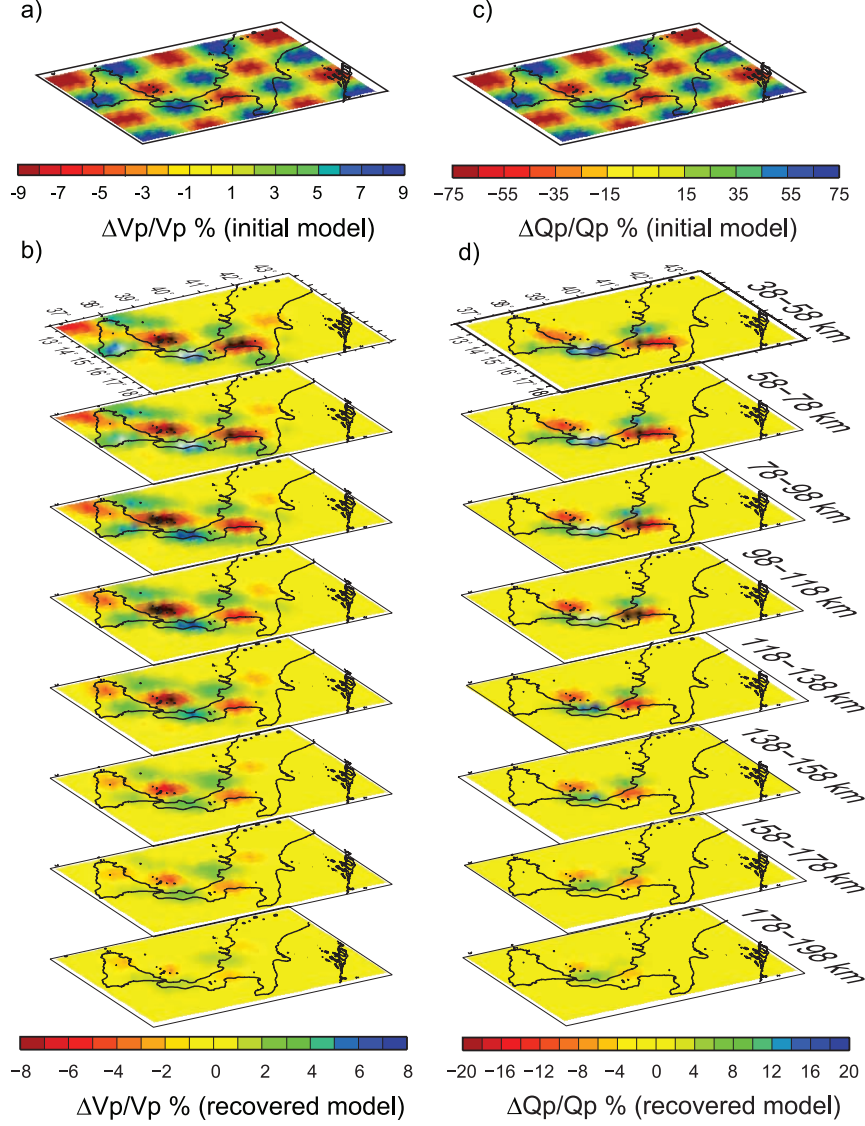 a)
c)
−9 −7 −5 −3 −1 1 3 5 7 9
ΔVp/Vp % (initial model)
−75 −55 −35 −15 15 35 55 75
ΔQp/Qp % (initial model)
b)
d)
37° 38° 39° 40° 41° 42° 43°
13° 14° 15° 16° 17° 18°
37° 38° 39° 40° 41° 42° 43°
13° 14° 15° 16° 17° 18°
38−58 km
58−78 km
78−98 km
98−118 km
118−138 km
138−158 km
158−178 km
178−198 km
−8 −6 −4 −2 0 2 4 6 8
ΔVp/Vp % (recovered model)
−20 −16 −12 −8 −4 0 4 8 12 16 20
ΔQp/Qp % (recovered model)